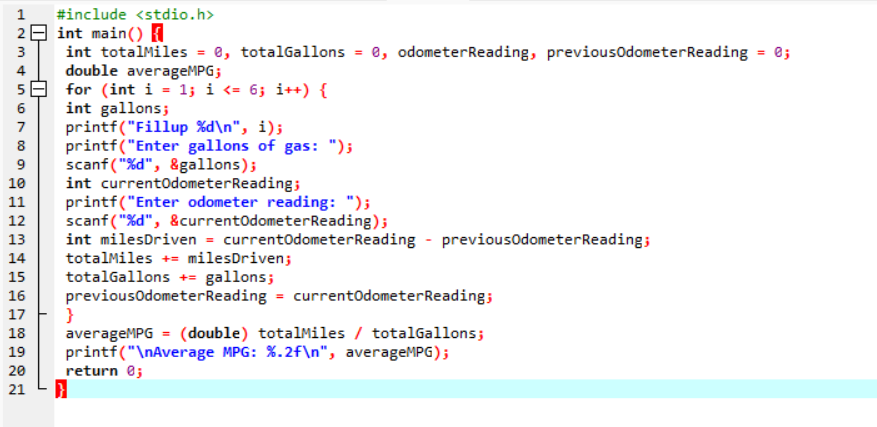 1 #include <stdio.h>
2 int main() {
3 int totalMiles = 0, totalGallons = 0, odometerReading, previousOdometerReading = 0;
4 double averageMPG;
5 for (int i = 1; i <= 6; i++) {
6 int gallons;
7 printf("Fillup %d\n", i);
8 printf("Enter gallons of gas: ");
9 scanf("%d", &gallons);
10 int currentOdometerReading;
11 printf("Enter odometer reading: ");
12 scanf("%d", &currentOdometerReading);
13 int milesDriven = currentOdometerReading - previousOdometerReading;
14 totalMiles += milesDriven;
15 totalGallons += gallons;
16 previousOdometerReading = currentOdometerReading;
17 }
18 averageMPG = (double) totalMiles / totalGallons;
19 printf("\nAverage MPG: %.2f\n", averageMPG);
20 return 0;
21 }